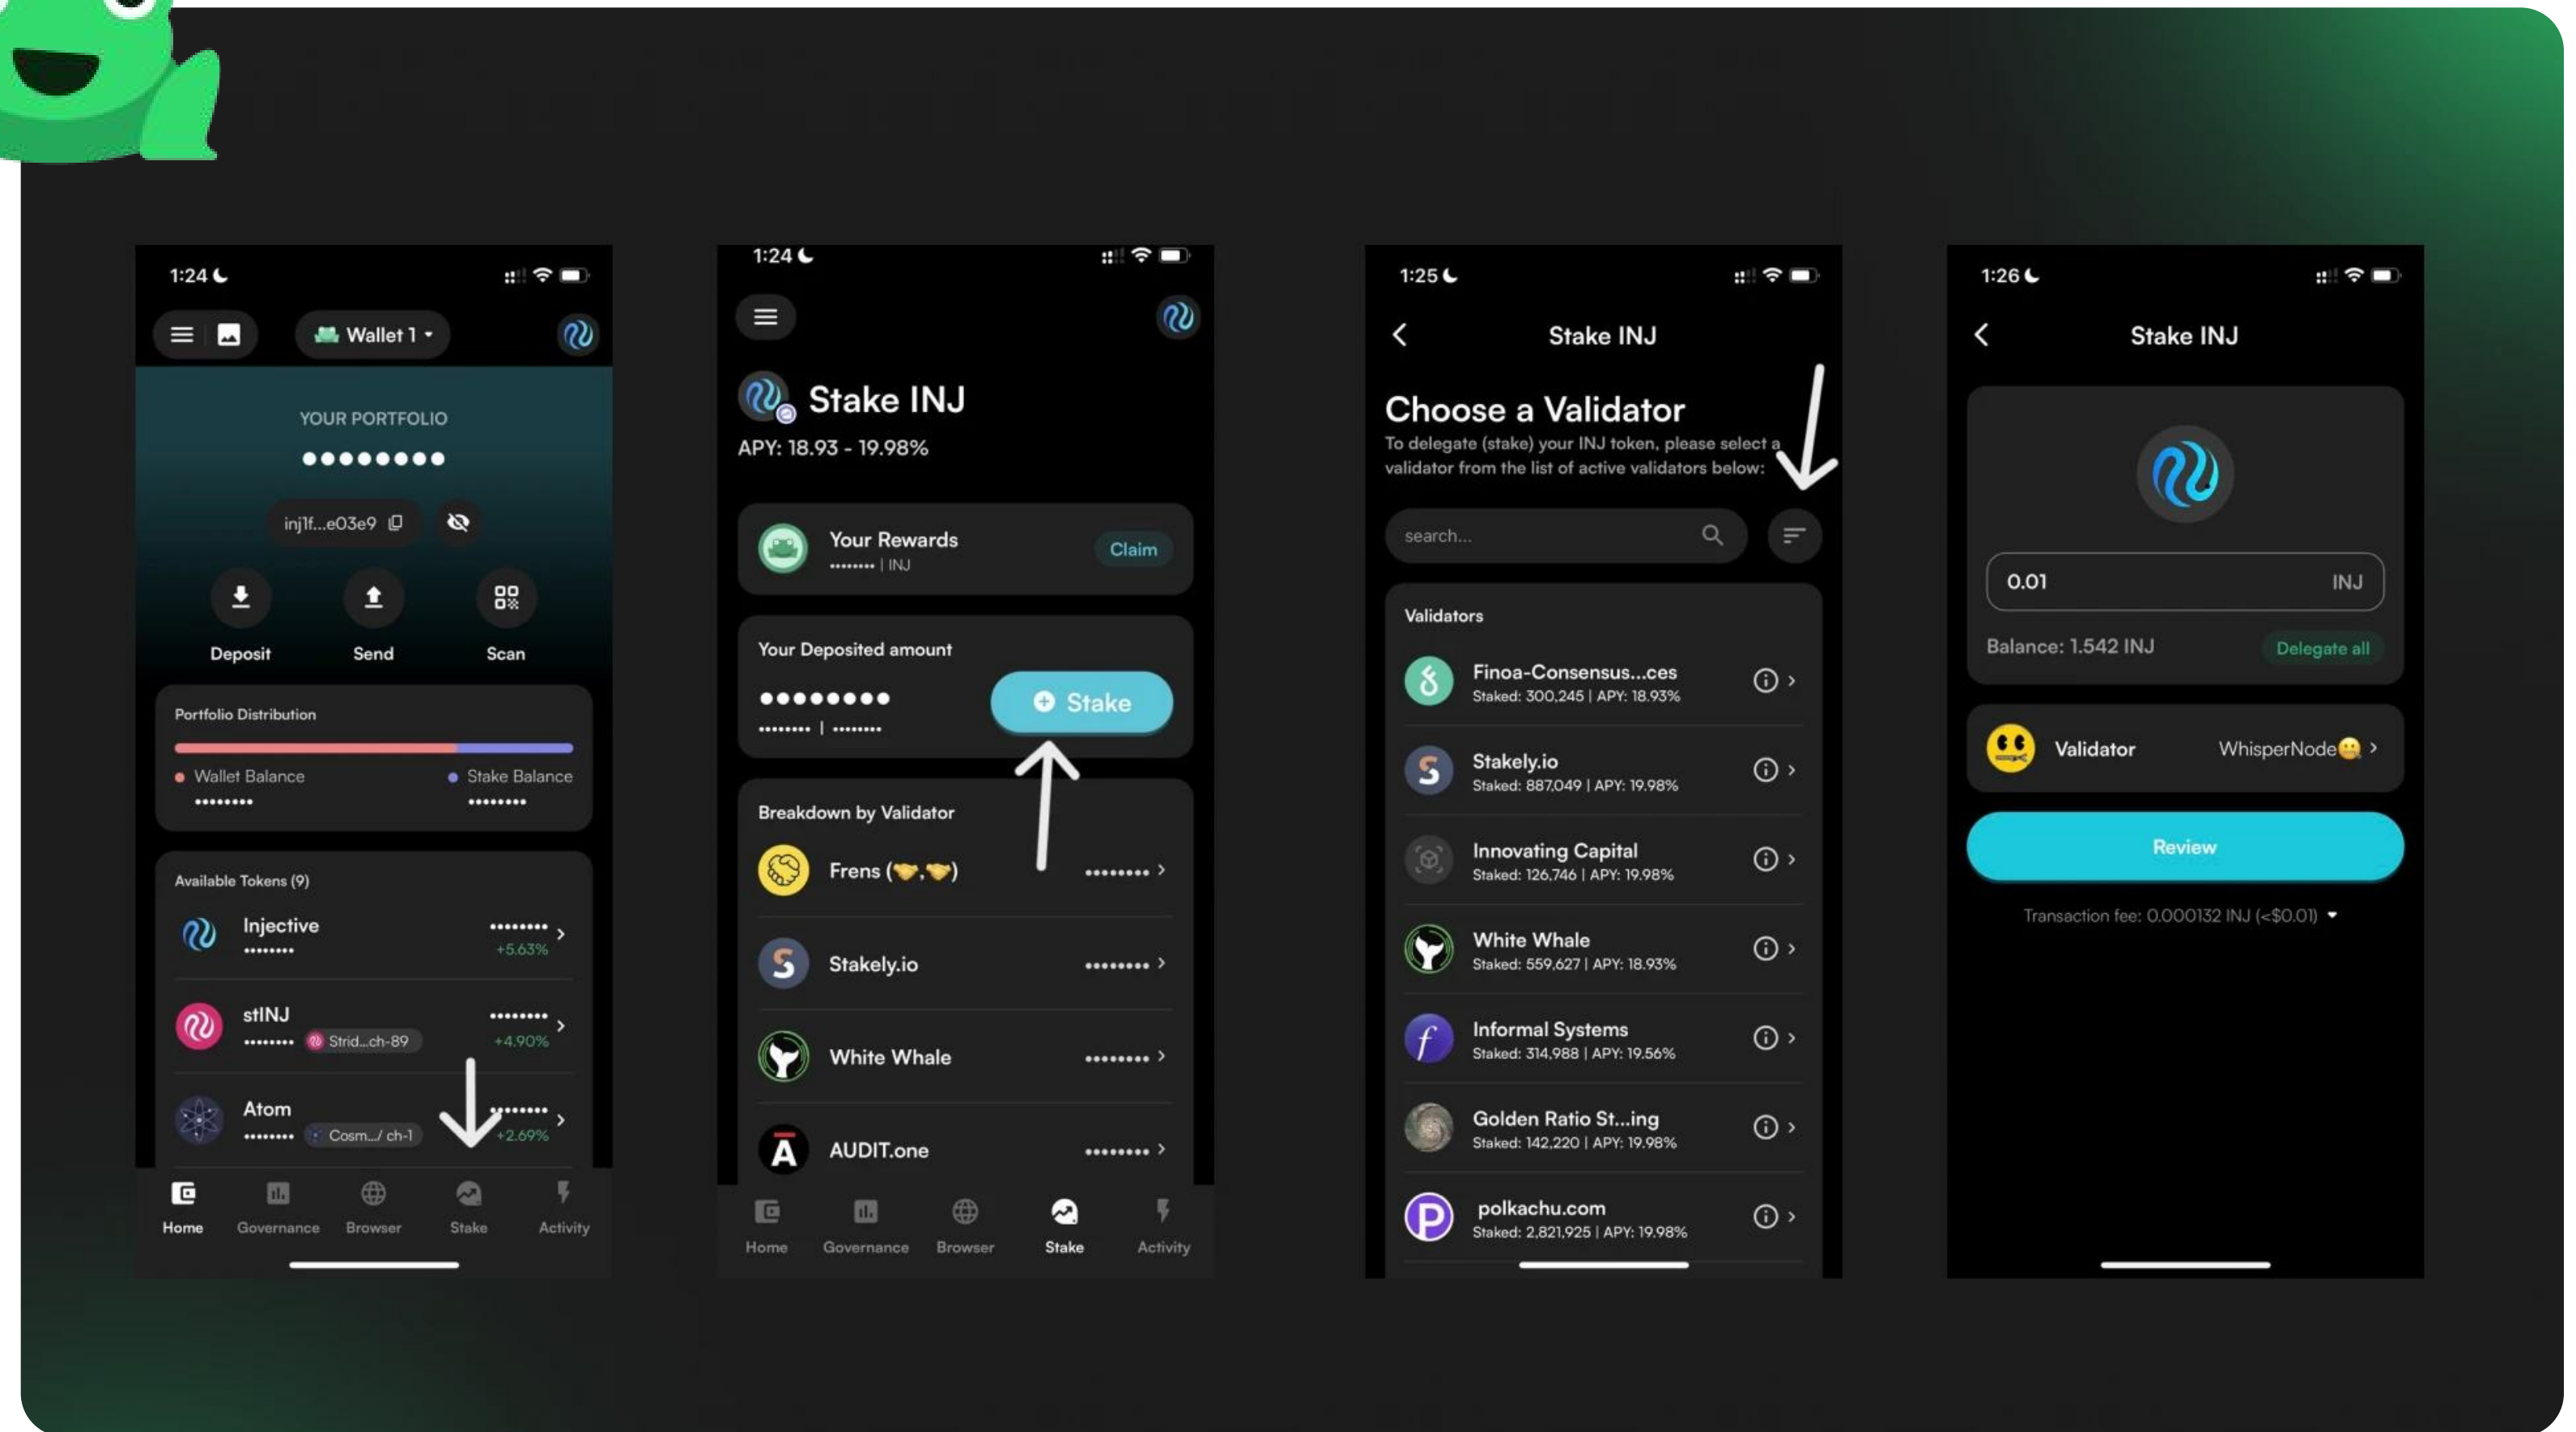 1:24
Wallet 1
YOUR PORTFOLIO
inj1f...e03e9
Deposit
Send
Scan
Portfolio Distribution
Wallet Balance
Stake Balance
Available Tokens (9)
Injective
+5.63%
stINJ
Strid...ch-89
+4.90%
Atom
Cosm.../ ch-1
+2.69%
Home
Governance
Browser
Stake
Activity
1:24
Stake INJ
APY: 18.93 - 19.98%
Your Rewards
| INJ
Claim
Your Deposited amount
Stake
Breakdown by Validator
Frens (🤝,🤝)
Stakely.io
White Whale
AUDIT.one
Home
Governance
Browser
Stake
Activity
1:25
Stake INJ
Choose a Validator
To delegate (stake) your INJ token, please select a
validator from the list of active validators below:
search...
Validators
Finoa-Consensus...ces
Staked: 300,245 | APY: 18.93%
Stakely.io
Staked: 887,049 | APY: 19.98%
Innovating Capital
Staked: 126,746 | APY: 19.98%
White Whale
Staked: 559,627 | APY: 18.93%
Informal Systems
Staked: 314,988 | APY: 19.56%
Golden Ratio St...ing
Staked: 142,220 | APY: 19.98%
polkachu.com
Staked: 2,821,925 | APY: 19.98%
1:26
Stake INJ
0.01
INJ
Balance: 1.542 INJ
Delegate all
Validator
WhisperNode🤐
Review
Transaction fee: 0.000132 INJ (<$0.01)